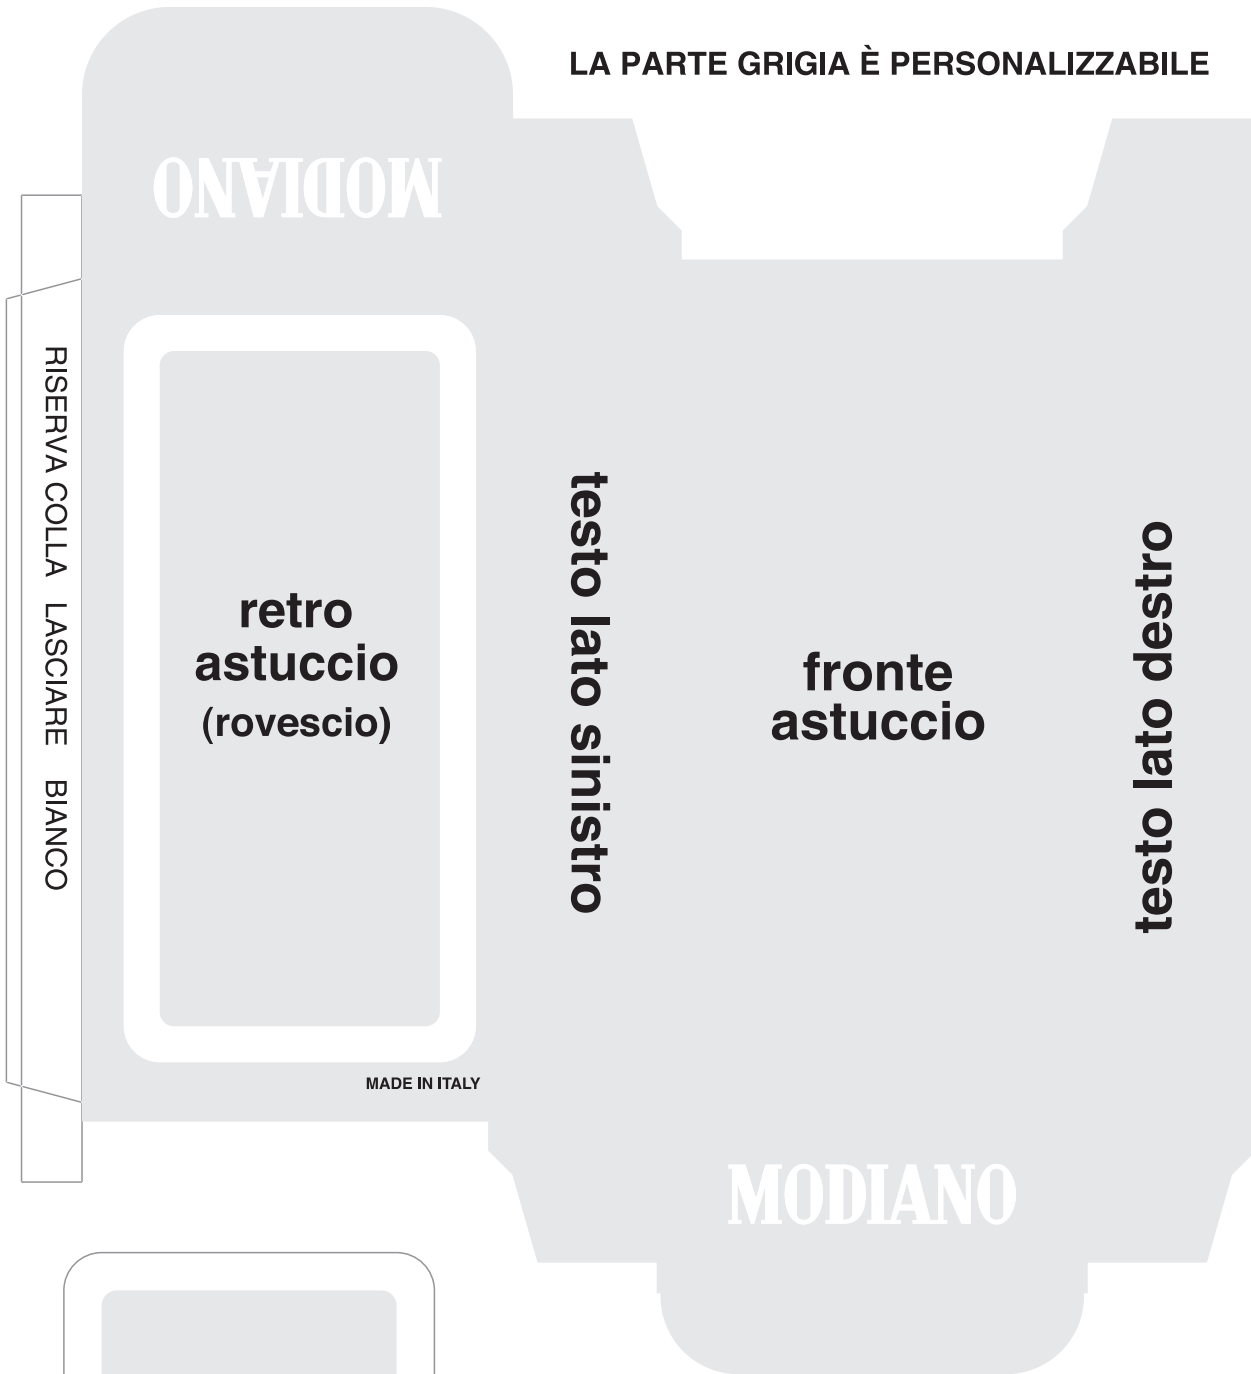 LA PARTE GRIGIA È PERSONALIZZABILE
MODIANO
RISERVA COLLA LASCIARE BIANCO
retro
astuccio
(rovescio)
MADE IN ITALY
testo lato sinistro
fronte
astuccio
testo lato destro
MODIANO